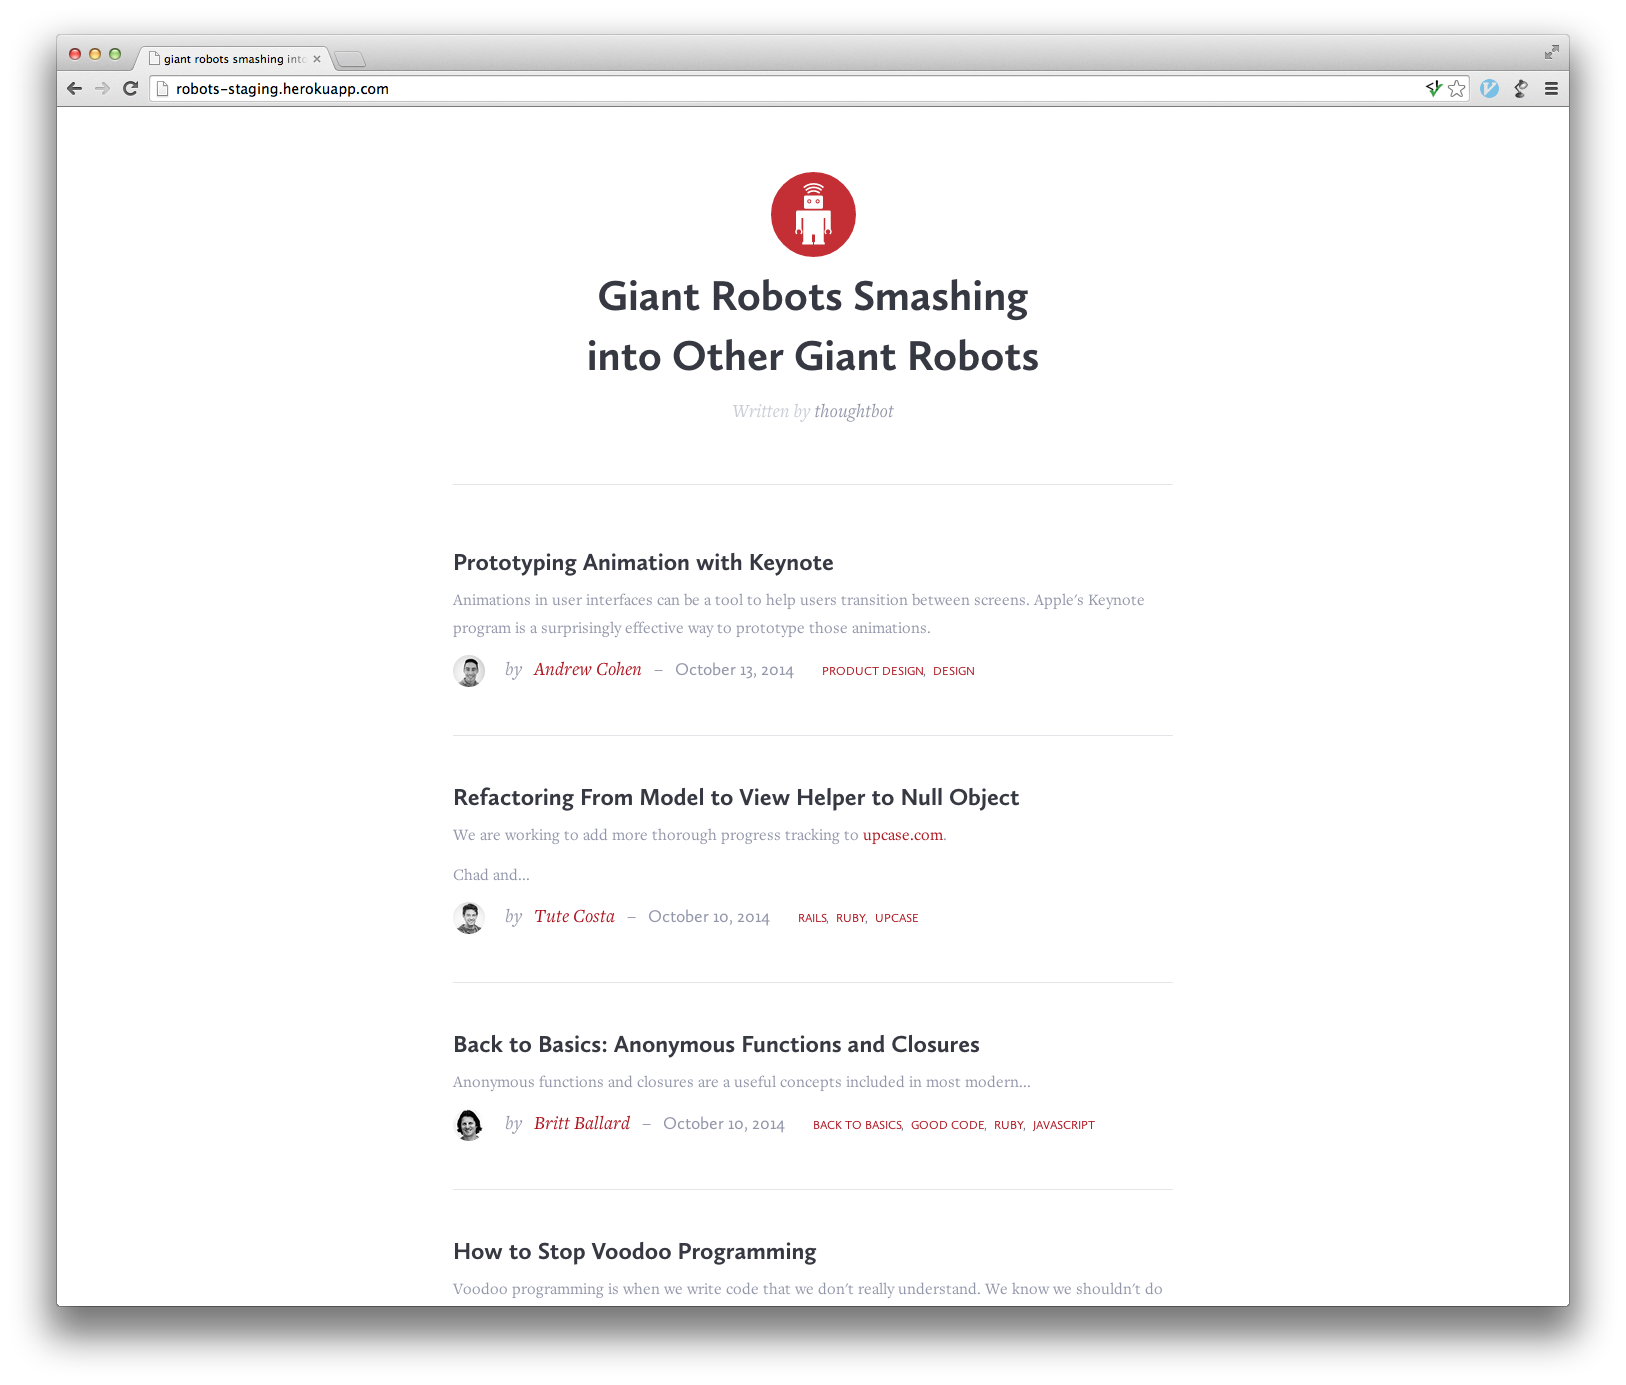 giant robots smashing into
robots-staging.herokuapp.com
Giant Robots Smashing
into Other Giant Robots
Written by thoughtbot
Prototyping Animation with Keynote
Animations in user interfaces can be a tool to help users transition between screens. Apple's Keynote
program is a surprisingly effective way to prototype those animations.
by Andrew Cohen – October 13, 2014 PRODUCT DESIGN, DESIGN
Refactoring From Model to View Helper to Null Object
We are working to add more thorough progress tracking to upcase.com.
Chad and...
by Tute Costa – October 10, 2014 RAILS, RUBY, UPCASE
Back to Basics: Anonymous Functions and Closures
Anonymous functions and closures are a useful concepts included in most modern...
by Britt Ballard – October 10, 2014 BACK TO BASICS, GOOD CODE, RUBY, JAVASCRIPT
How to Stop Voodoo Programming
Voodoo programming is when we write code that we don't really understand. We know we shouldn't do